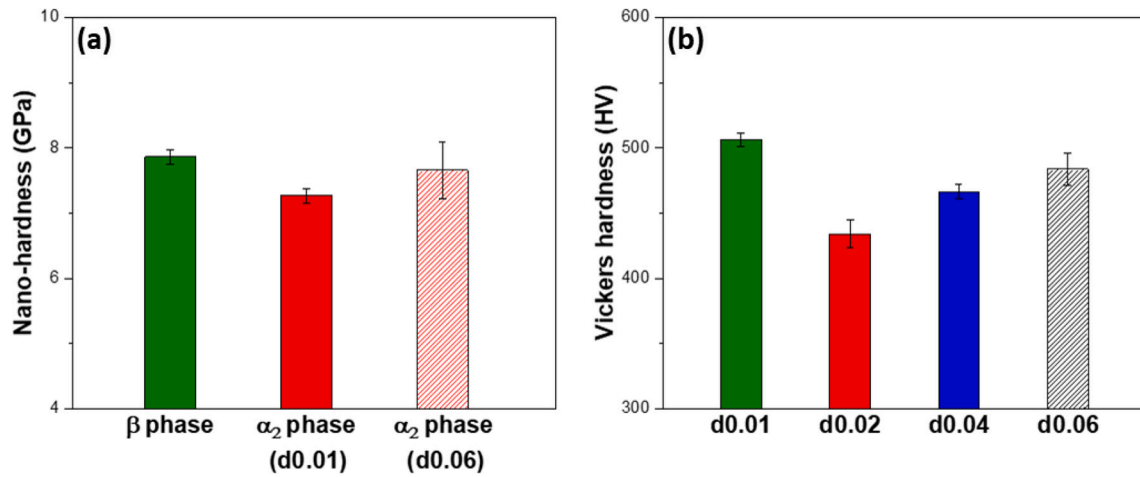 (a)
Nano-hardness (GPa)
10
8
6
4
β phase
α₂ phase
(d0.01)
α₂ phase
(d0.06)
(b)
Vickers hardness (HV)
600
500
400
300
d0.01
d0.02
d0.04
d0.06